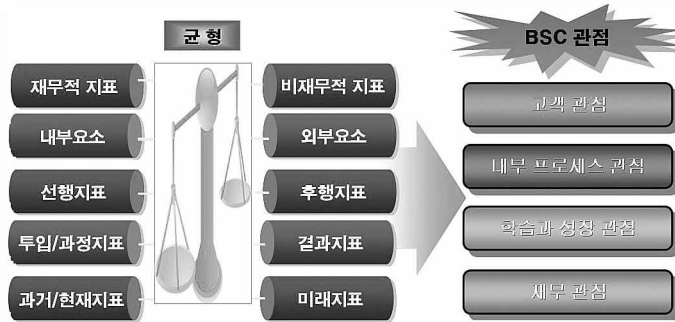 균 형
재무적 지표
비재무적 지표
내부요소
외부요소
선행지표
후행지표
투입/과정지표
결과지표
과거/현재지표
미래지표
BSC 관점
고객 관점
내부 프로세스 관점
학습과 성장 관점
재무 관점